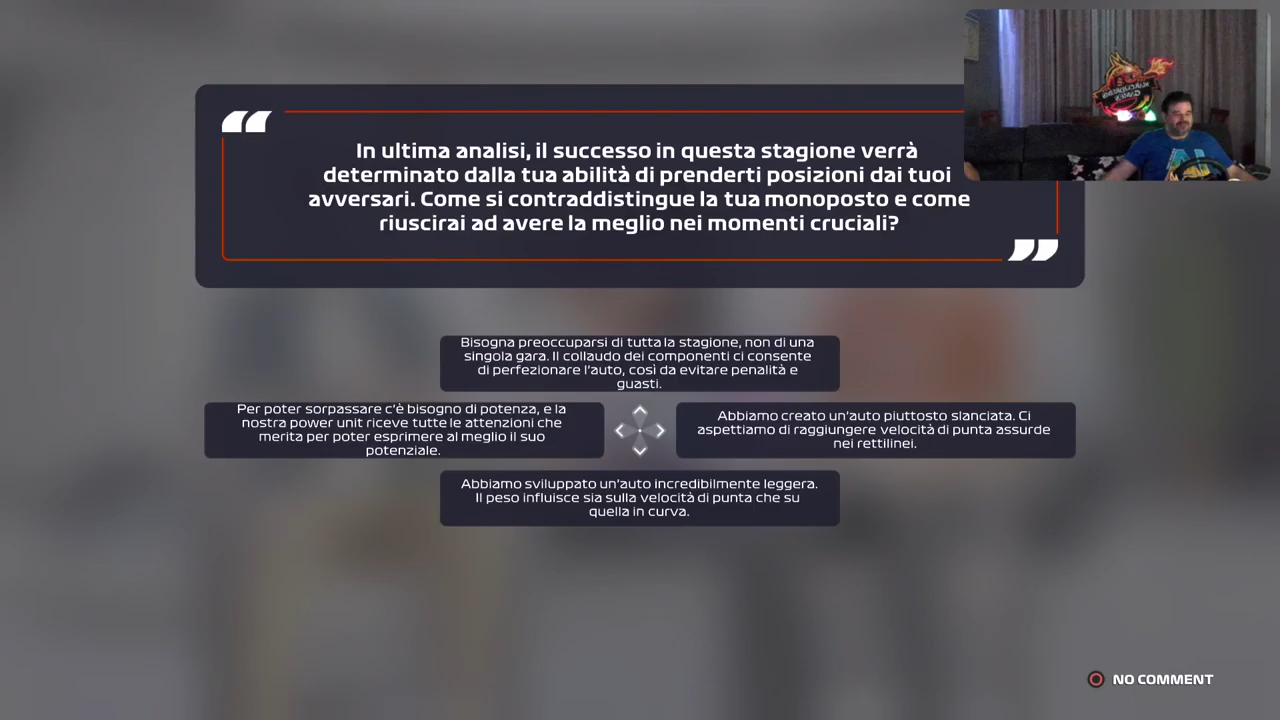 In ultima analisi, il successo in questa stagione verrà
determinato dalla tua abilità di prenderti posizioni dai tuoi
avversari. Come si contraddistingue la tua monoposto e come
riuscirai ad avere la meglio nei momenti cruciali?
Bisogna preoccuparsi di tutta la stagione, non di una
singola gara. Il collaudo dei componenti ci consente
di perfezionare l'auto, così da evitare penalità e
guasti.
Per poter sorpassare c'è bisogno di potenza, e la
nostra power unit riceve tutte le attenzioni che
merita per poter esprimere al meglio il suo
potenziale.
Abbiamo creato un'auto piuttosto slanciata. Ci
aspettiamo di raggiungere velocità di punta assurde
nei rettilinei.
Abbiamo sviluppato un'auto incredibilmente leggera.
Il peso influisce sia sulla velocità di punta che su
quella in curva.
NO COMMENT